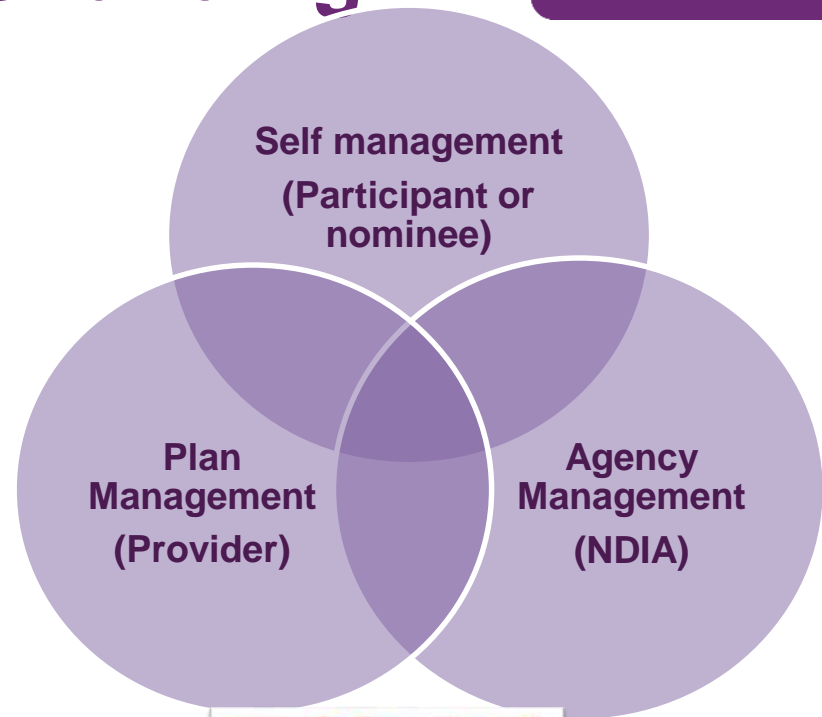 Self management
(Participant or
nominee)
Plan
Management
(Provider)
Agency
Management
(NDIA)